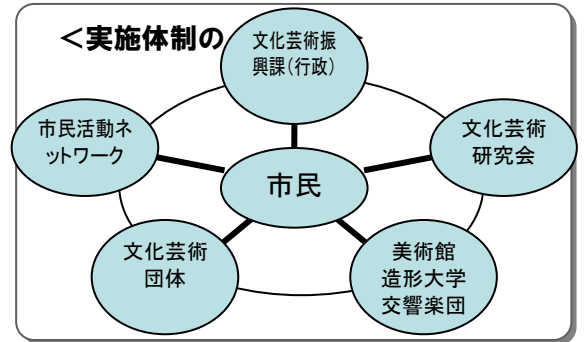 ＜実施体制の
文化芸術振
興課(行政)
市民活動ネ
ットワーク
文化芸術
研究会
市民
文化芸術
団体
美術館
造形大学
交響楽団